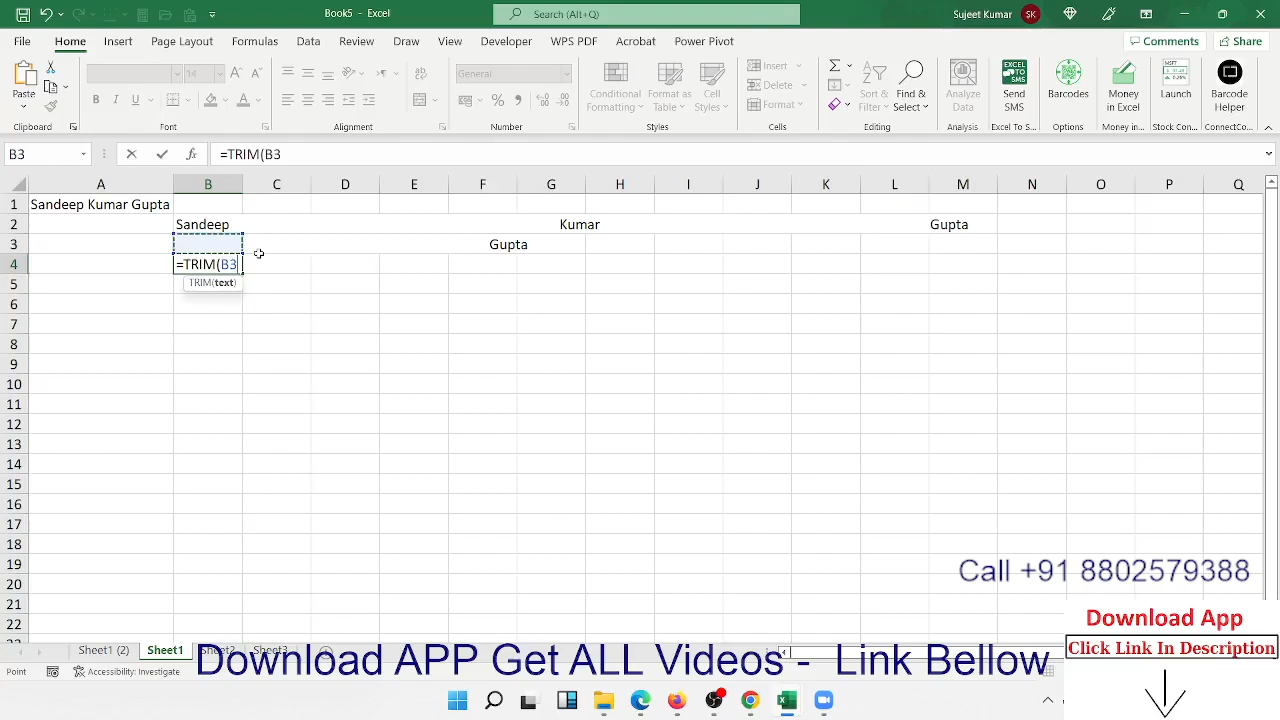 Book5 - Excel
Search (Alt+Q)
Sujeet Kumar
SK
File Home Insert Page Layout Formulas Data Review Draw View Developer WPS PDF Acrobat Power Pivot
Comments
Share
Paste
14
General
Conditional Formatting
Format as Table
Cell Styles
Insert
Delete
Format
Sort & Filter
Find & Select
Analyze Data
Send SMS
Barcodes
Money in Excel
Launch
Barcode Helper
Clipboard Font Alignment Number Styles Cells Editing Analysis Excel To S... Options Money in... Stock Con... ConnectCo...
B3
=TRIM(B3
A B C D E F G H I J K L M N O P Q
1 Sandeep Kumar Gupta
2 Sandeep Kumar Gupta
3 Gupta
4 =TRIM(B3
5 TRIM(text)
6
7
8
9
10
11
12
13
14
15
16
17
18
19
20
21
22
Call +91 8802579388
Download App
Click Link In Description
Sheet1 (2) Sheet1 Sheet2 Sheet3
Download APP Get ALL Videos - Link Bellow
Point
Accessibility: Investigate